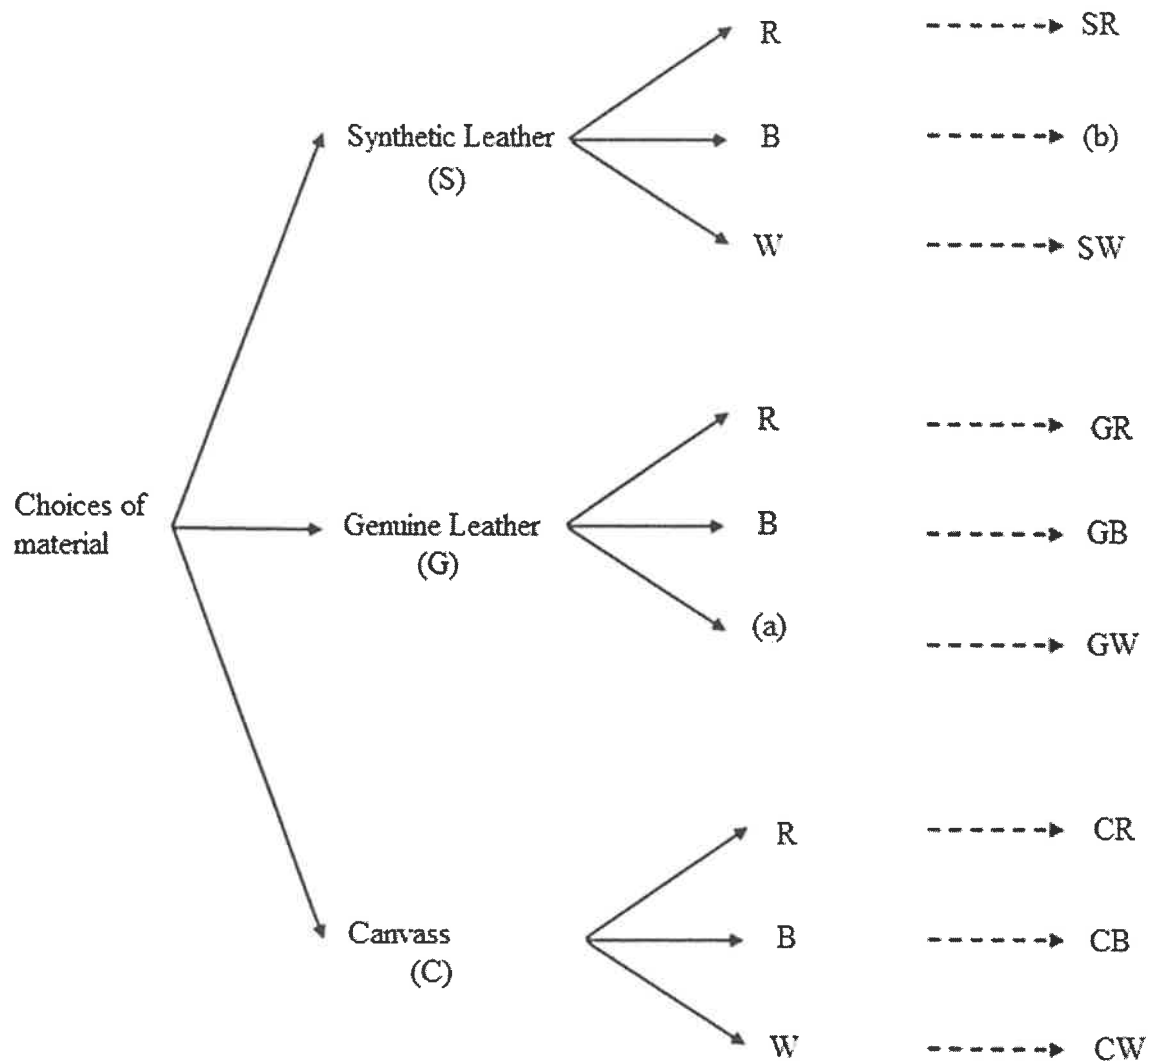 R SR
Synthetic Leather B (b)
(S)
W SW
R GR
Choices of
material
Genuine Leather B GB
(G)
(a) GW
R CR
Canvass B CB
(C)
W CW